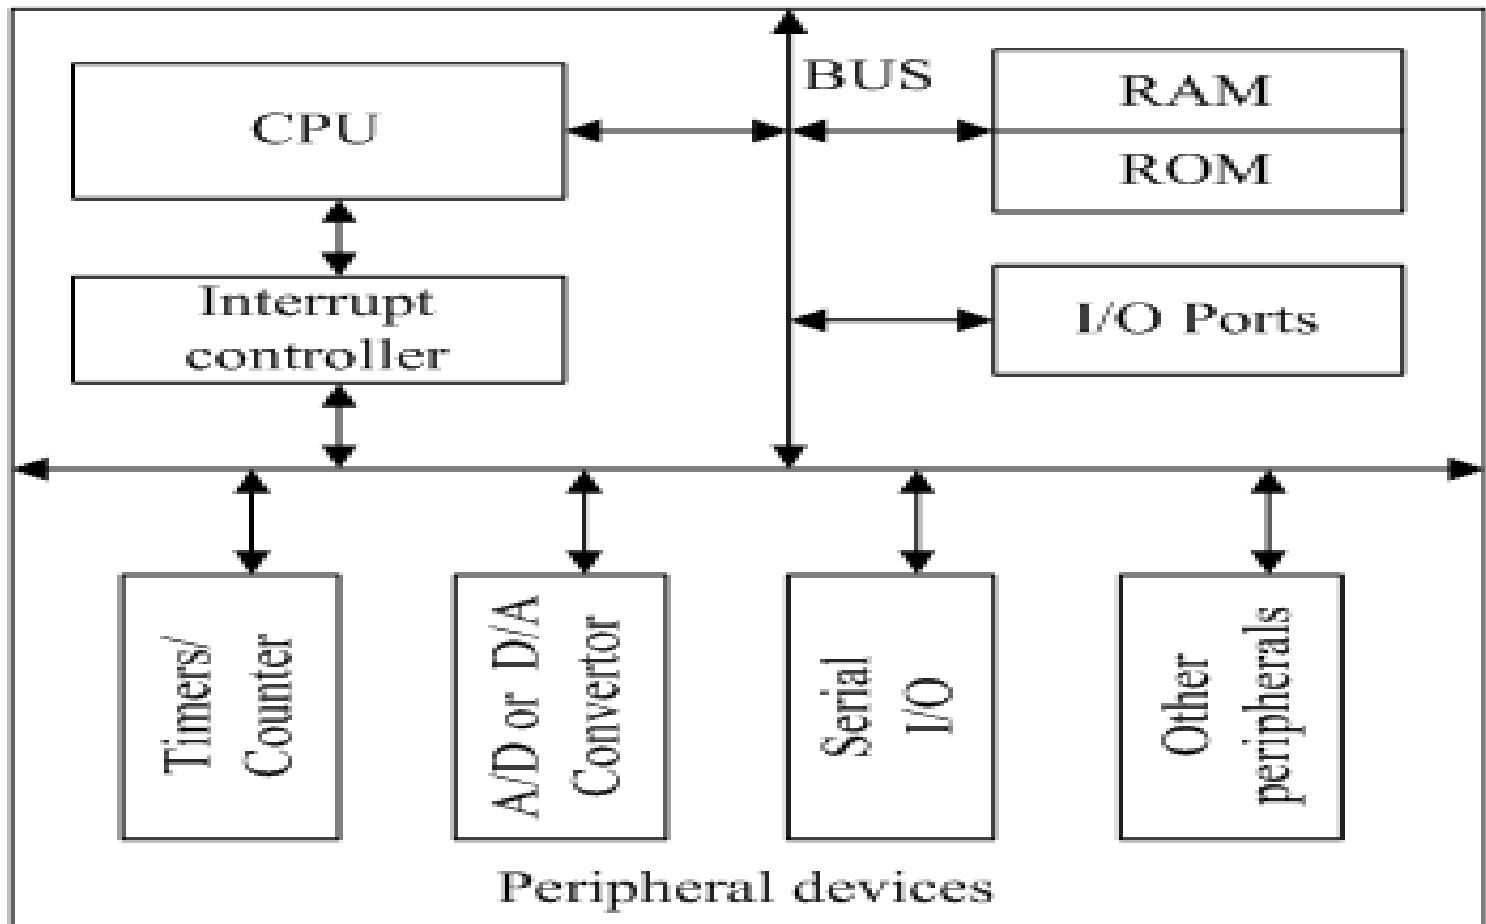 CPU
BUS
RAM
ROM
Interrupt
controller
I/O Ports
Timers/
Counter
A/D or D/A
Convertor
Serial
I/O
Other
peripherals
Peripheral devices